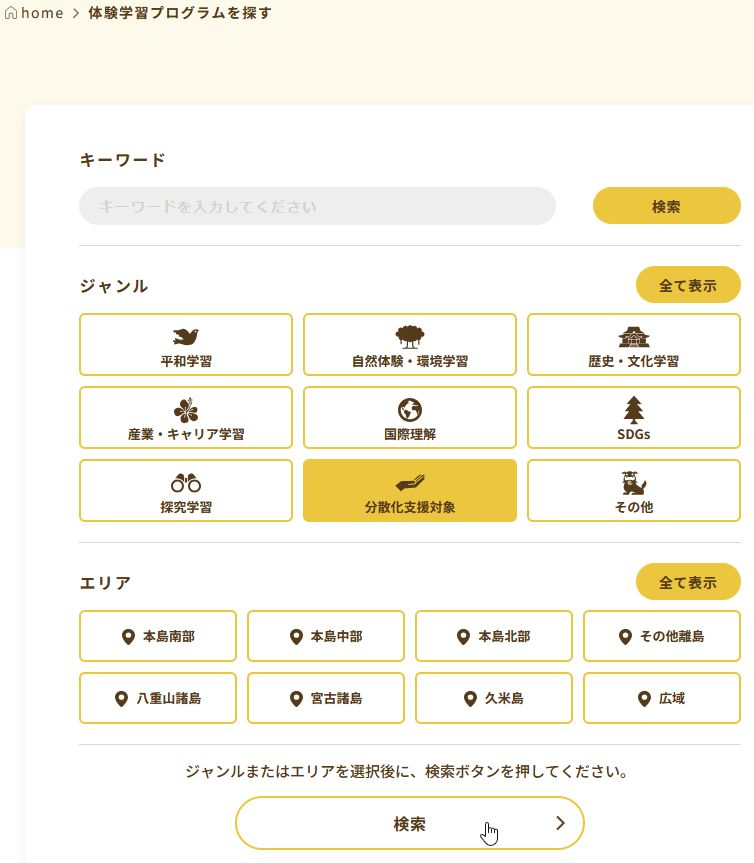 home > 体験学習プログラムを探す
キーワード
キーワードを入力してください 検索
ジャンル 全て表示
平和学習 自然体験・環境学習 歴史・文化学習
産業・キャリア学習 国際理解 SDGs
探究学習 分散化支援対象 その他
エリア 全て表示
本島南部 本島中部 本島北部 その他離島
八重山諸島 宮古諸島 久米島 広域
ジャンルまたはエリアを選択後に、検索ボタンを押してください。
検索